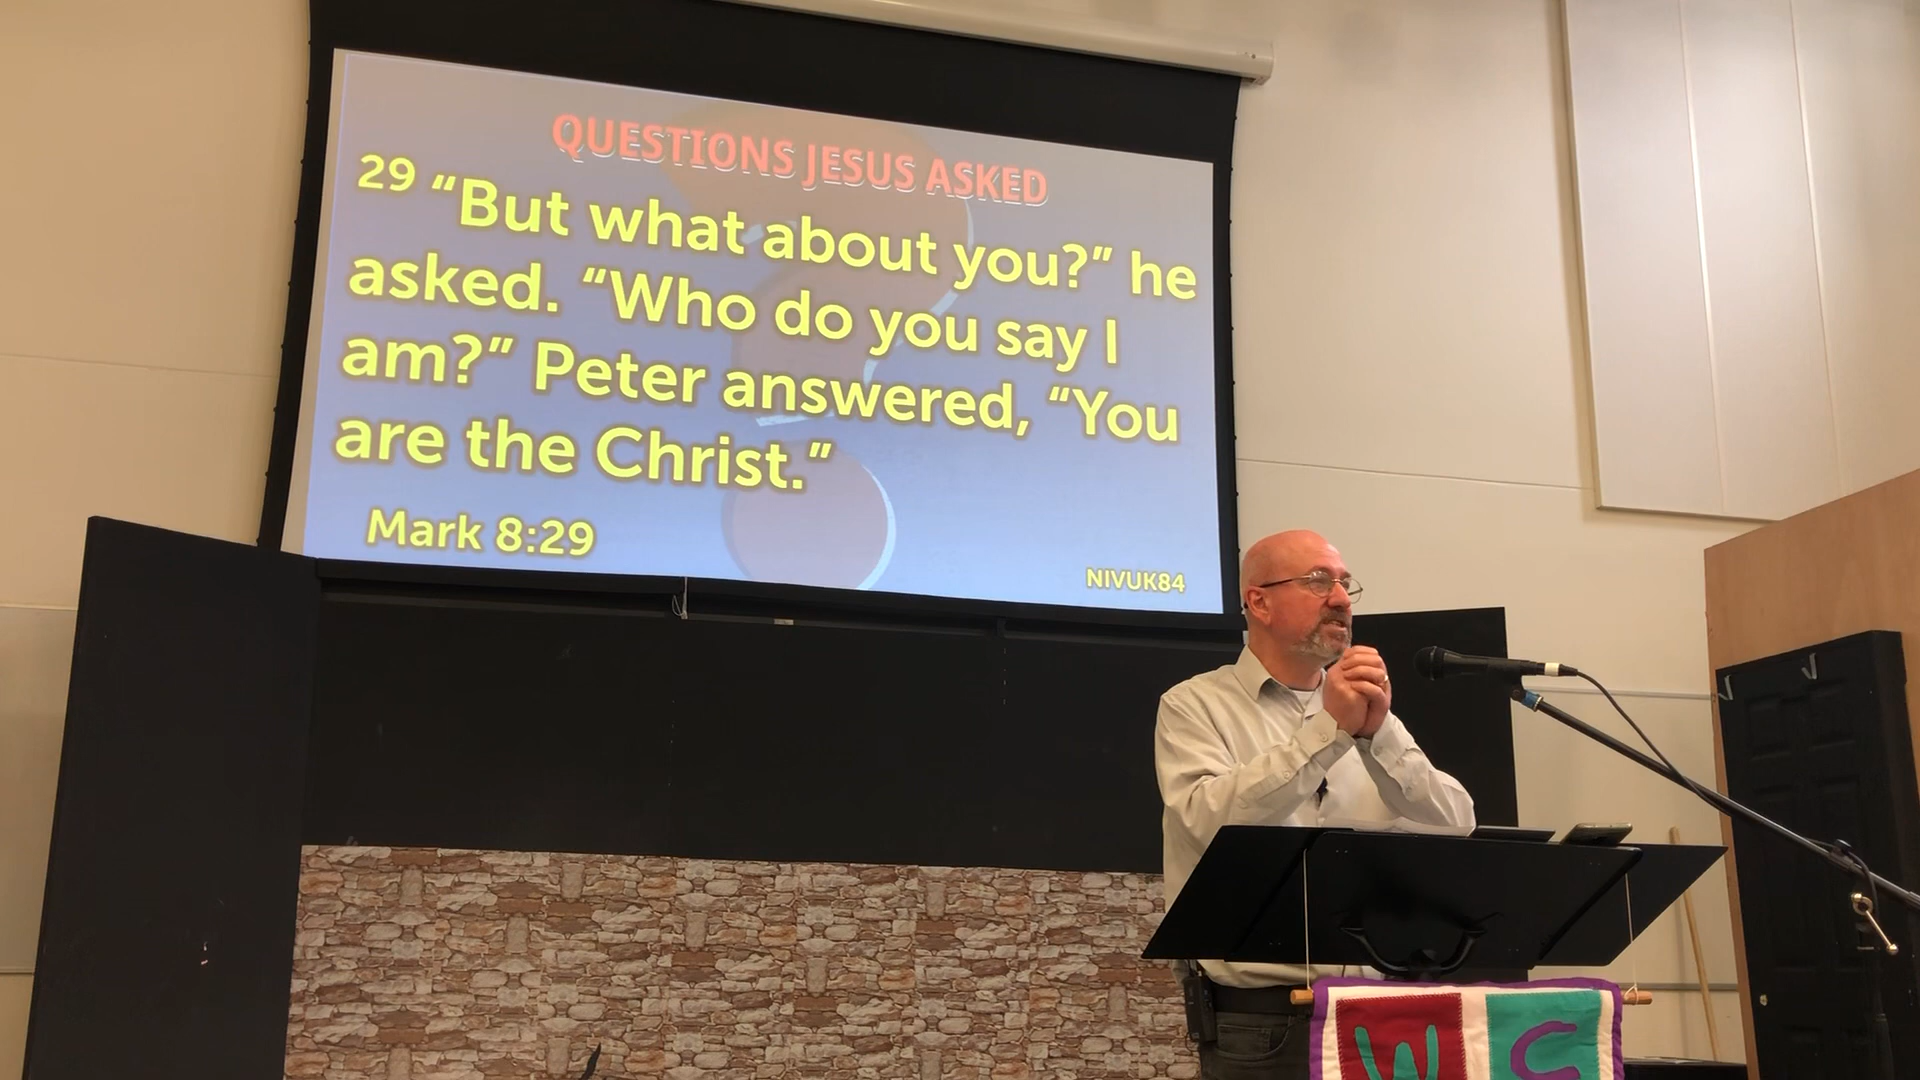 QUESTIONS JESUS ASKED
29 “But what about you?” he
asked. “Who do you say I
am?” Peter answered, “You
are the Christ.”
Mark 8:29
NIVUK84
W C